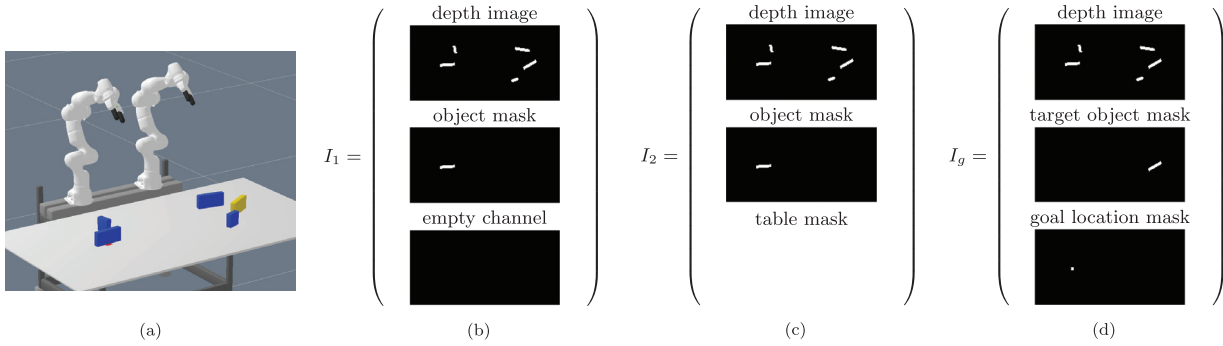 depth image
object mask
I₁ =
empty channel
depth image
object mask
I₂ =
table mask
depth image
target object mask
I_g =
goal location mask
(a)
(b)
(c)
(d)